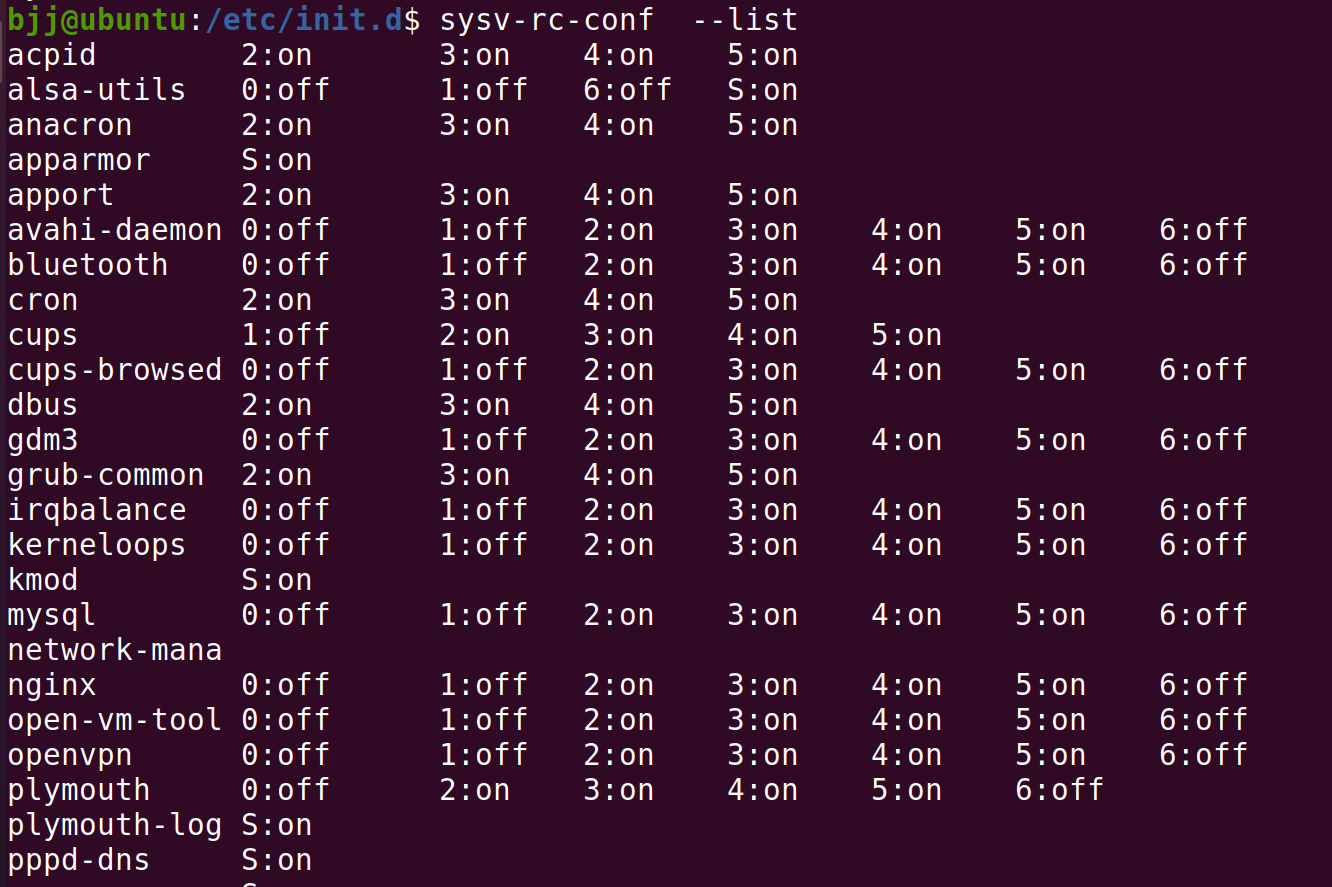 bjj@ubuntu:/etc/init.d$ sysv-rc-conf  --list
acpid        2:on       3:on    4:on    5:on
alsa-utils   0:off      1:off   6:off   S:on
anacron      2:on       3:on    4:on    5:on
apparmor     S:on
apport       2:on       3:on    4:on    5:on
avahi-daemon 0:off      1:off   2:on    3:on    4:on    5:on    6:off
bluetooth    0:off      1:off   2:on    3:on    4:on    5:on    6:off
cron         2:on       3:on    4:on    5:on
cups         1:off      2:on    3:on    4:on    5:on
cups-browsed 0:off      1:off   2:on    3:on    4:on    5:on    6:off
dbus         2:on       3:on    4:on    5:on
gdm3         0:off      1:off   2:on    3:on    4:on    5:on    6:off
grub-common  2:on       3:on    4:on    5:on
irqbalance   0:off      1:off   2:on    3:on    4:on    5:on    6:off
kerneloops   0:off      1:off   2:on    3:on    4:on    5:on    6:off
kmod         S:on
mysql        0:off      1:off   2:on    3:on    4:on    5:on    6:off
network-mana
nginx        0:off      1:off   2:on    3:on    4:on    5:on    6:off
open-vm-tool 0:off      1:off   2:on    3:on    4:on    5:on    6:off
openvpn      0:off      1:off   2:on    3:on    4:on    5:on    6:off
plymouth     0:off      2:on    3:on    4:on    5:on    6:off
plymouth-log S:on
pppd-dns     S:on